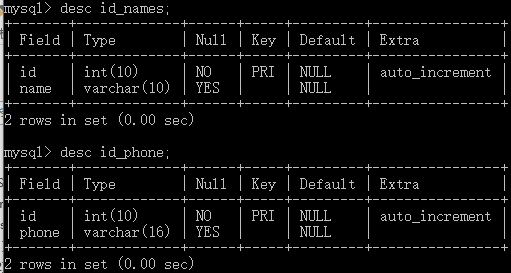 mysql> desc id_names;
+-------+-------------+------+-----+---------+----------------+
| Field | Type        | Null | Key | Default | Extra          |
+-------+-------------+------+-----+---------+----------------+
| id    | int(10)     | NO   | PRI | NULL    | auto_increment |
| name  | varchar(10) | YES  |     | NULL    |                |
+-------+-------------+------+-----+---------+----------------+
2 rows in set (0.00 sec)
mysql> desc id_phone;
+-------+-------------+------+-----+---------+----------------+
| Field | Type        | Null | Key | Default | Extra          |
+-------+-------------+------+-----+---------+----------------+
| id    | int(10)     | NO   | PRI | NULL    | auto_increment |
| phone | varchar(16) | YES  |     | NULL    |                |
+-------+-------------+------+-----+---------+----------------+
2 rows in set (0.00 sec)